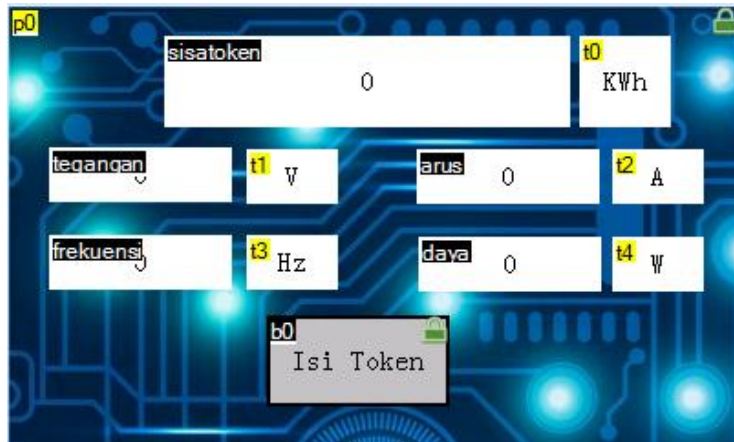 p0
sisatoken
0
t0
KWh
tegangan
t1
V
arus
0
t2
A
frekuensi
t3
Hz
daya
0
t4
W
b0
Isi Token